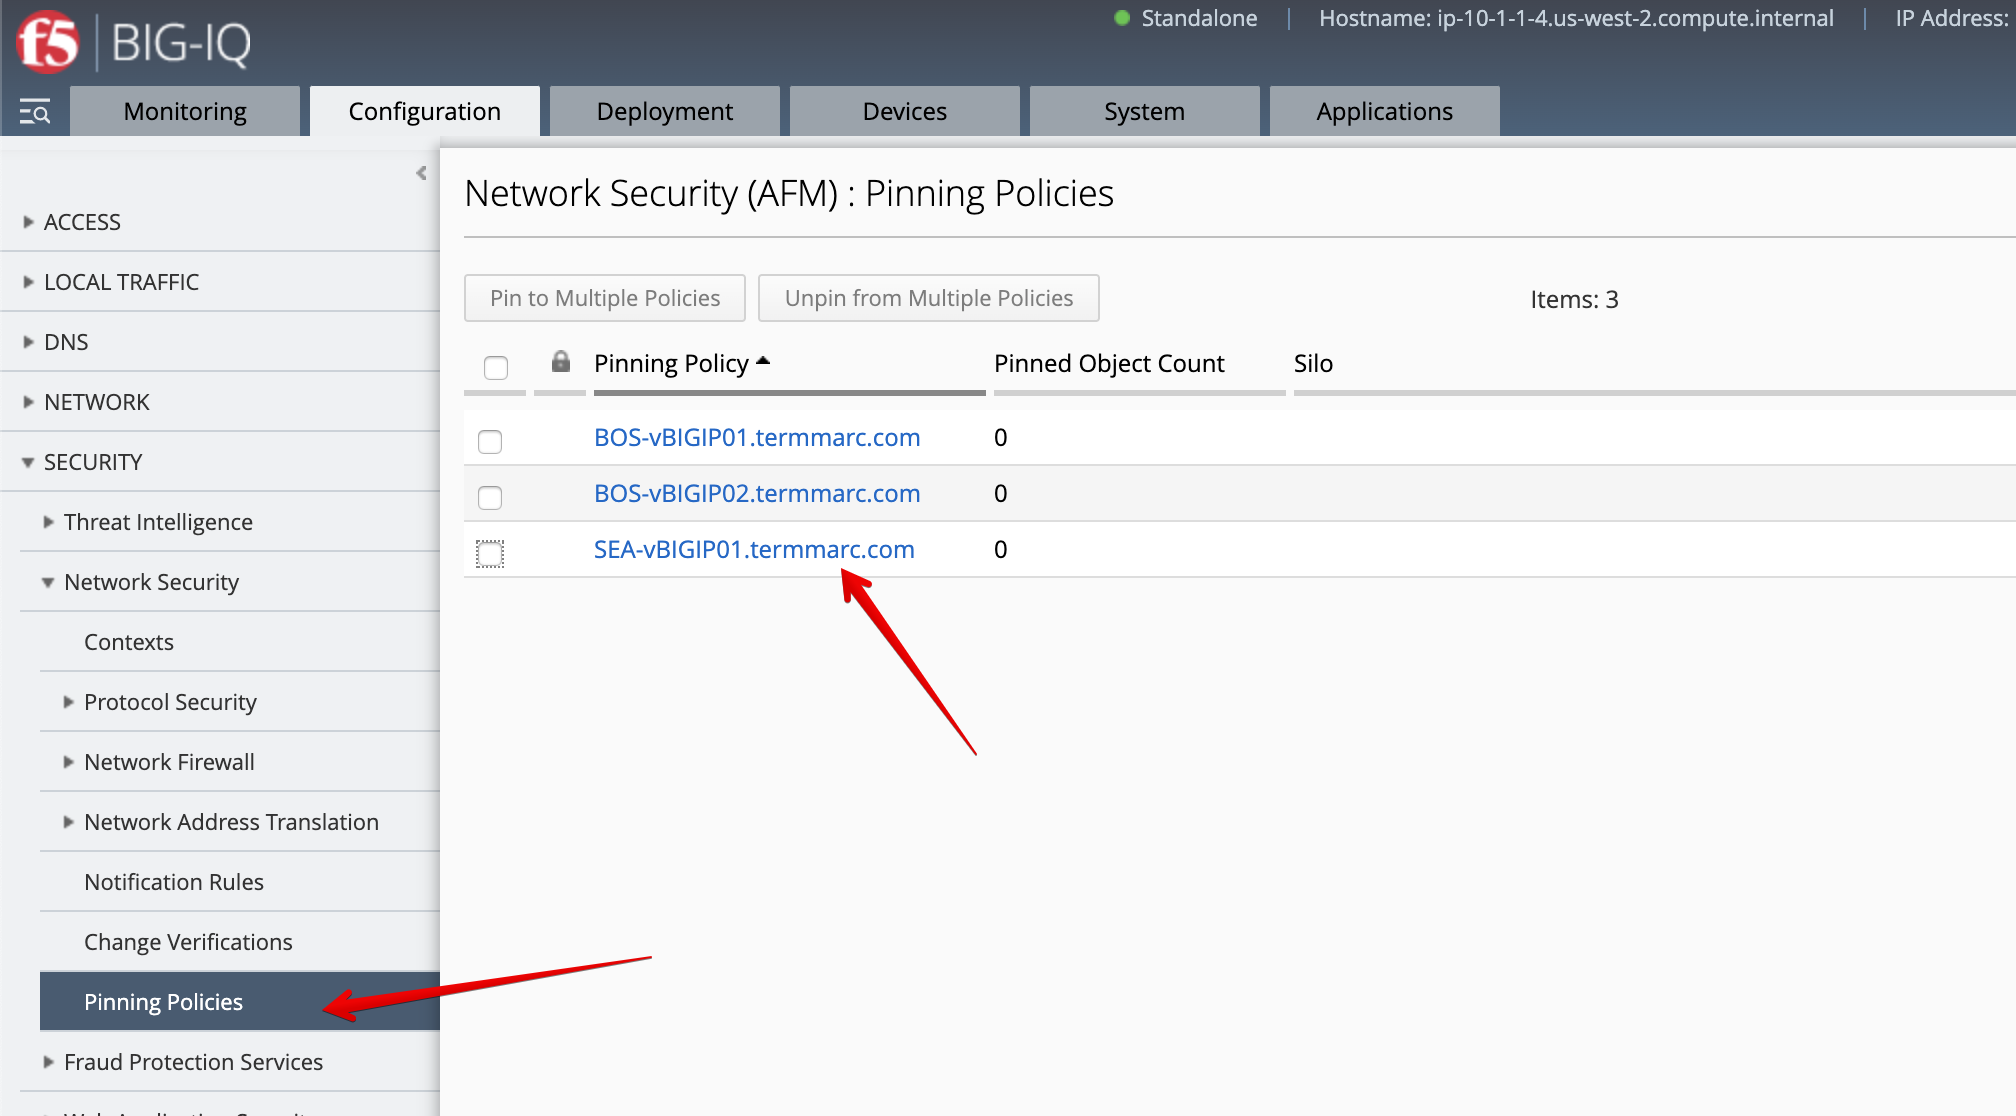 f5 BIG-IQ
Standalone | Hostname: ip-10-1-1-4.us-west-2.compute.internal | IP Address:
Monitoring Configuration Deployment Devices System Applications
ACCESS
LOCAL TRAFFIC
DNS
NETWORK
SECURITY
Threat Intelligence
Network Security
Contexts
Protocol Security
Network Firewall
Network Address Translation
Notification Rules
Change Verifications
Pinning Policies
Fraud Protection Services
Network Security (AFM) : Pinning Policies
Pin to Multiple Policies Unpin from Multiple Policies Items: 3
Pinning Policy Pinned Object Count Silo
BOS-vBIGIP01.termmarc.com 0
BOS-vBIGIP02.termmarc.com 0
SEA-vBIGIP01.termmarc.com 0